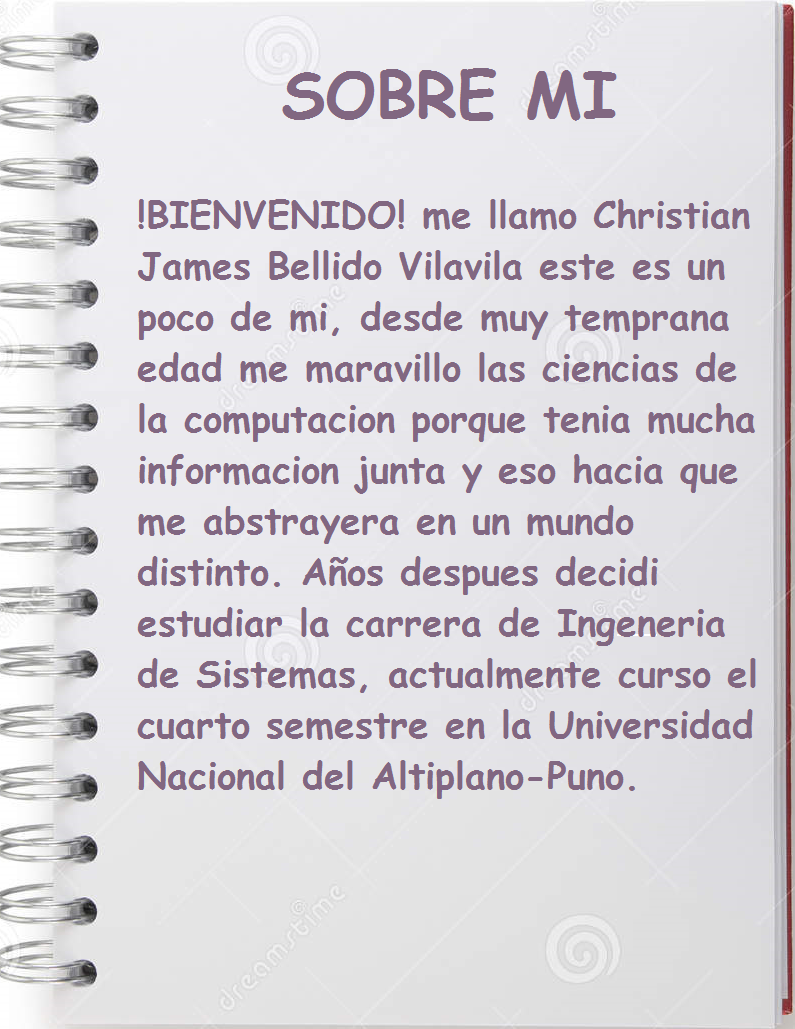 SOBRE MI
!BIENVENIDO! me llamo Christian
James Bellido Vilavila este es un
poco de mi, desde muy temprana
edad me maravillo las ciencias de
la computacion porque tenia mucha
informacion junta y eso hacia que
me abstrayera en un mundo
distinto. Años despues decidi
estudiar la carrera de Ingeneria
de Sistemas, actualmente curso el
cuarto semestre en la Universidad
Nacional del Altiplano-Puno.
dreamstime
dreamstime
dreamstime
dreamstime